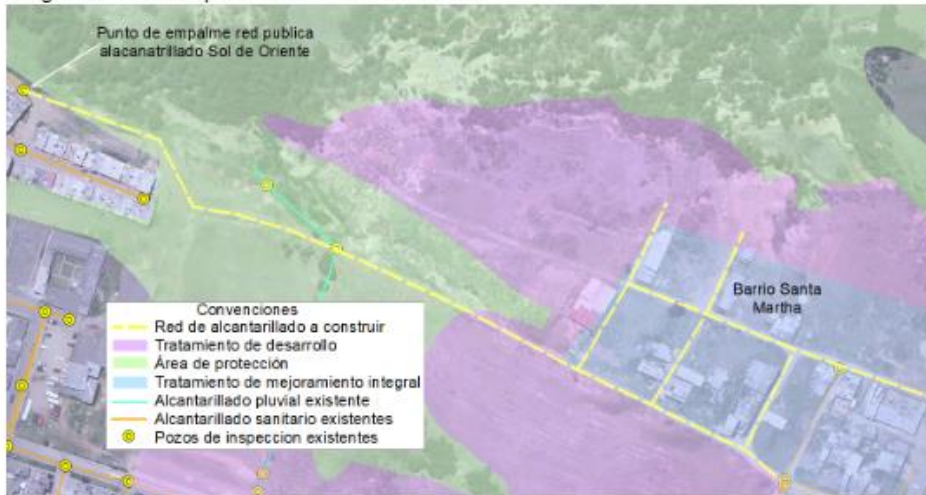 Punto de empalme red publica
alacanatrillado Sol de Oriente
Barrio Santa
Martha
Convenciones
Red de alcantarillado a construir
Tratamiento de desarrollo
Área de protección
Tratamiento de mejoramiento integral
Alcantarillado pluvial existente
Alcantarillado sanitario existentes
Pozos de inspeccion existentes